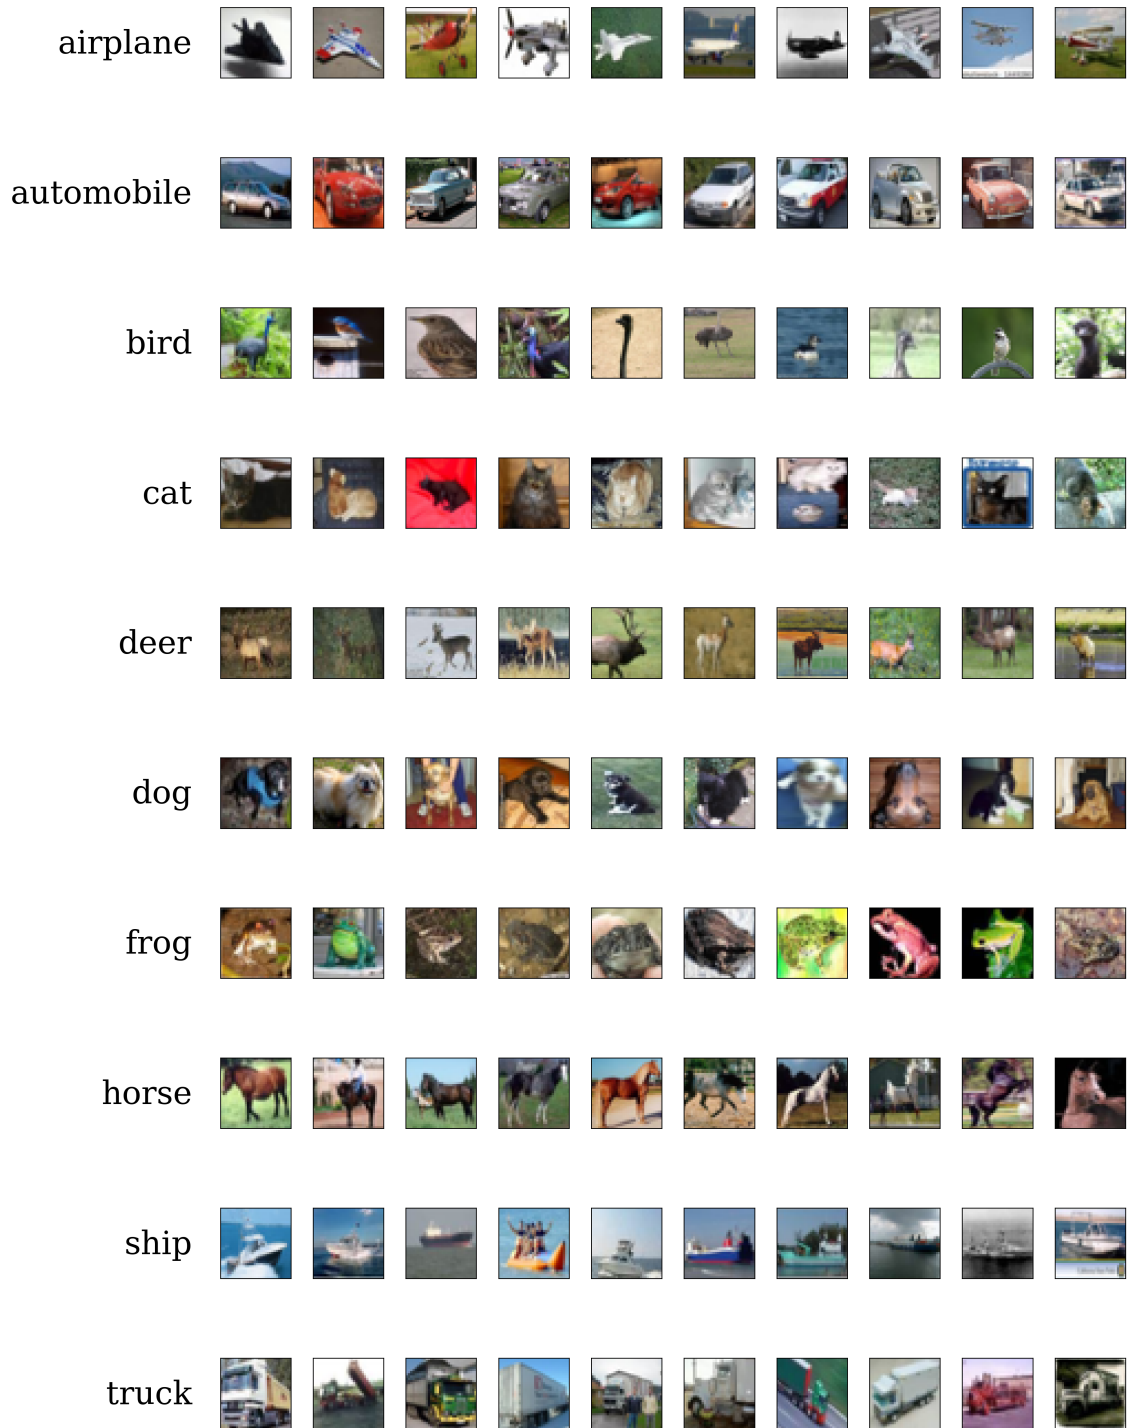 airplane
automobile
bird
cat
deer
dog
frog
horse
ship
truck